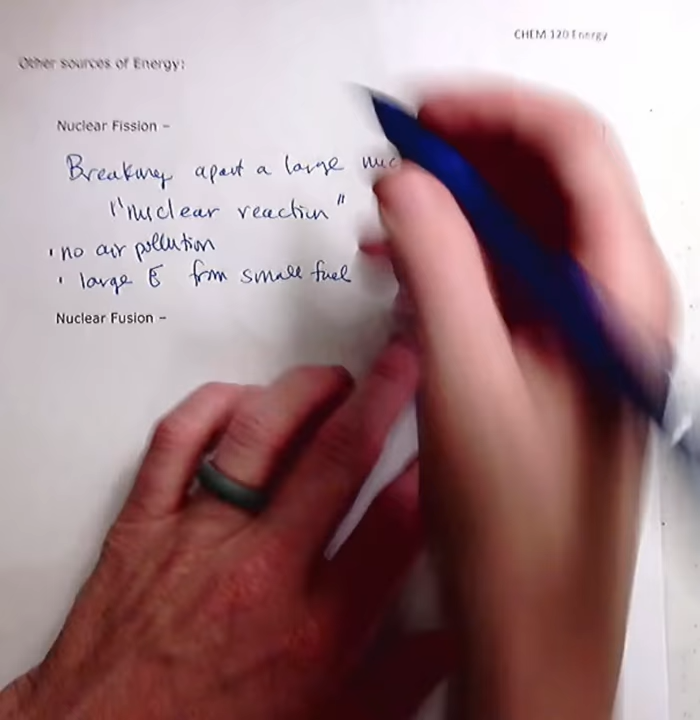 CHEM 120 Energy
Other sources of Energy:
Nuclear Fission –
Breaking apart a large nuc
"nuclear reaction"
• no air pollution
• large E from small fuel
Nuclear Fusion –